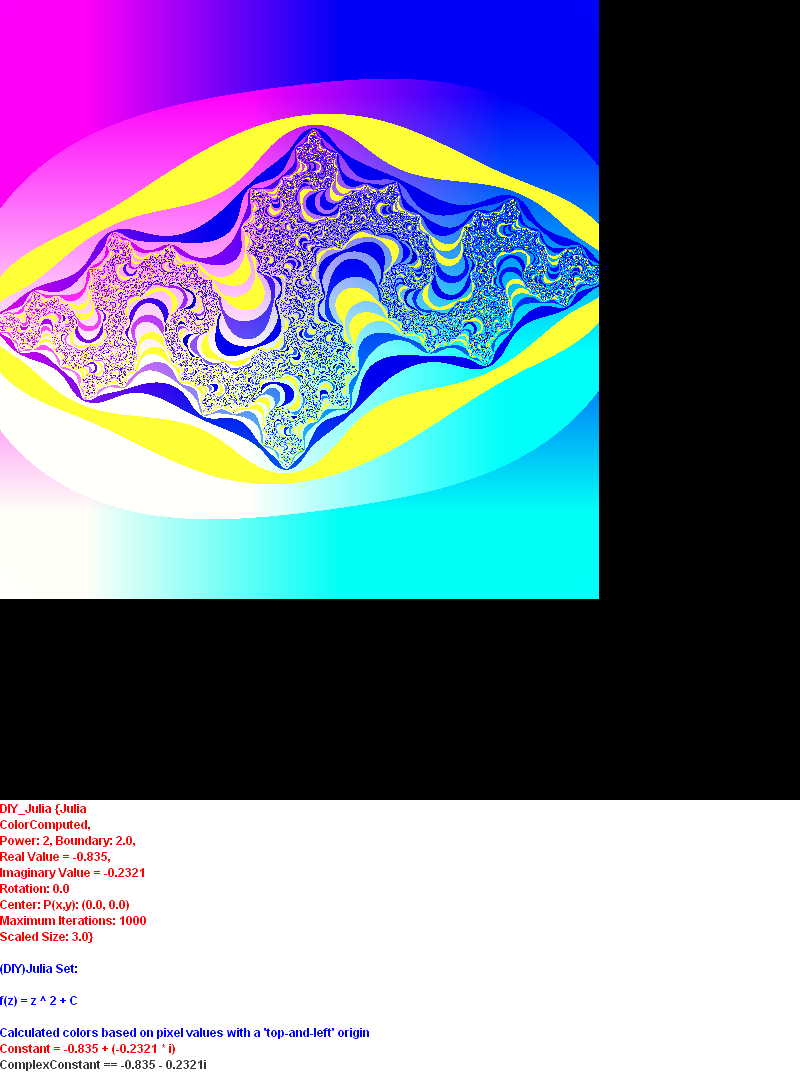 DIY_Julia {Julia
ColorComputed,
Power: 2, Boundary: 2.0,
Real Value = -0.835,
Imaginary Value = -0.2321
Rotation: 0.0
Center: P(x,y): (0.0, 0.0)
Maximum Iterations: 1000
Scaled Size: 3.0}
(DIY)Julia Set:
f(z) = z ^ 2 + C
Calculated colors based on pixel values with a 'top-and-left' origin
Constant = -0.835 + (-0.2321 * i)
ComplexConstant == -0.835 - 0.2321i